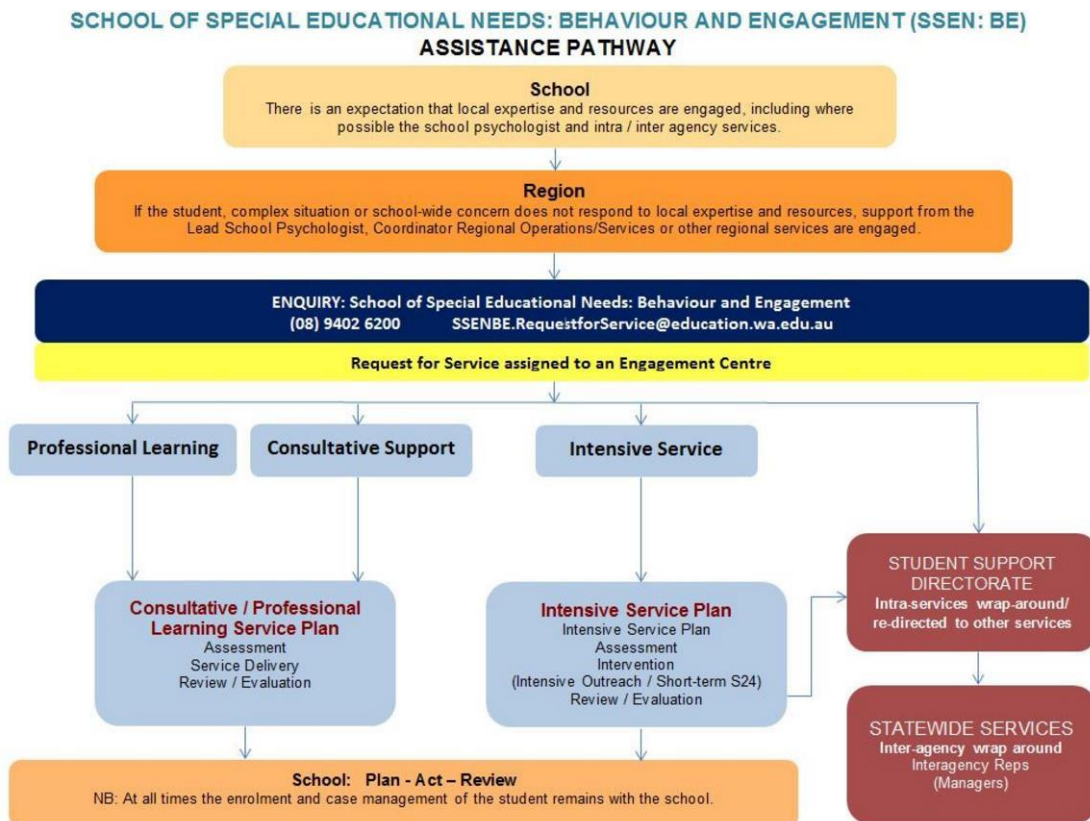 SCHOOL OF SPECIAL EDUCATIONAL NEEDS: BEHAVIOUR AND ENGAGEMENT (SSEN: BE)
ASSISTANCE PATHWAY
School
There is an expectation that local expertise and resources are engaged, including where
possible the school psychologist and intra / inter agency services.
Region
If the student, complex situation or school-wide concern does not respond to local expertise and resources, support from the
Lead School Psychologist, Coordinator Regional Operations/Services or other regional services are engaged.
ENQUIRY: School of Special Educational Needs: Behaviour and Engagement
(08) 9402 6200 SSENBE.RequestforService@education.wa.edu.au
Request for Service assigned to an Engagement Centre
Professional Learning
Consultative Support
Intensive Service
Consultative / Professional
Learning Service Plan
Assessment
Service Delivery
Review / Evaluation
Intensive Service Plan
Intensive Service Plan
Assessment
Intervention
(Intensive Outreach / Short-term S24)
Review / Evaluation
STUDENT SUPPORT
DIRECTORATE
Intra-services wrap-around/
re-directed to other services
STATEWIDE SERVICES
Inter-agency wrap around
Interagency Reps
(Managers)
School: Plan - Act – Review
NB: At all times the enrolment and case management of the student remains with the school.